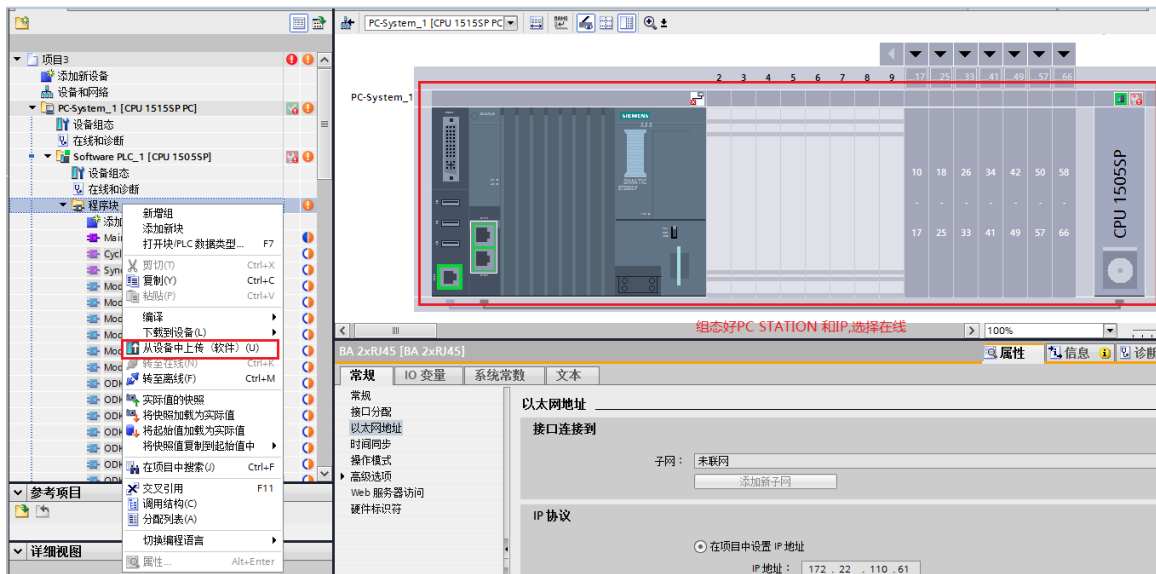 PC-System_1 [CPU 1515SP PC]
项目3
添加新设备
设备和网络
PC-System_1 [CPU 1515SP PC]
设备组态
在线和诊断
Software PLC_1 [CPU 1505SP]
设备组态
在线和诊断
程序块
添加
Main
Cycl
Sync
Mod
Mod
Mod
Mod
Mod
Mod
ODK
ODK
ODK
ODK
ODK
ODK
ODK
新增组
添加新块
打开块/PLC 数据类型... F7
剪切(T) Ctrl+X
复制(Y) Ctrl+C
粘贴(P) Ctrl+V
编译
下载到设备(L)
从设备中上传（软件）(U)
转至在线(N) Ctrl+K
转至离线(F) Ctrl+M
实际值的快照
将快照加载为实际值
将起始值加载为实际值
将快照值复制到起始值中
在项目中搜索(J) Ctrl+F
交叉引用 F11
调用结构(C)
分配列表(A)
切换编程语言
属性... Alt+Enter
参考项目
详细视图
2 3 4 5 6 7 8 9 ...17 ...25 ...33 ...41 ...49 ...57 ...66
PC-System_1
SIEMENS
SIMATIC
ET200SP
10 18 26 34 42 50 58
- - - - - - -
17 25 33 41 49 57 66
CPU 1505SP
组态好PC STATION 和IP,选择在线
100%
BA 2xRJ45 [BA 2xRJ45]
属性 信息 诊断
常规 IO 变量 系统常数 文本
常规
接口分配
以太网地址
时间同步
操作模式
高级选项
Web 服务器访问
硬件标识符
以太网地址
接口连接到
子网： 未联网
添加新子网
IP 协议
在项目中设置 IP 地址
IP 地址： 172 . 22 . 110 . 61